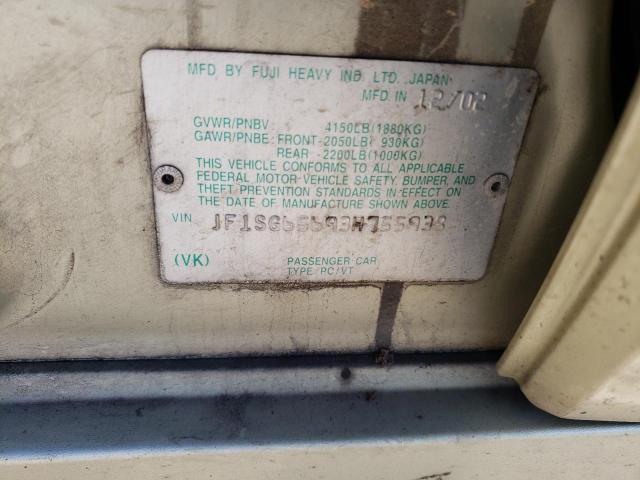 MFD BY FUJI HEAVY IND. LTD. JAPAN
MFD. IN 12/02
GVWR/PNBV : 4150LB(1880KG)
GAWR/PNBE: FRONT-2050LB( 930KG)
REAR -2200LB(1000KG)
THIS VEHICLE CONFORMS TO ALL APPLICABLE
FEDERAL MOTOR VEHICLE SAFETY, BUMPER, AND
THEFT PREVENTION STANDARDS IN EFFECT ON
THE DATE OF MANUFACTURE SHOWN ABOVE.
VIN JF1SG65693H755938
(VK) PASSENGER CAR
TYPE PC/VT